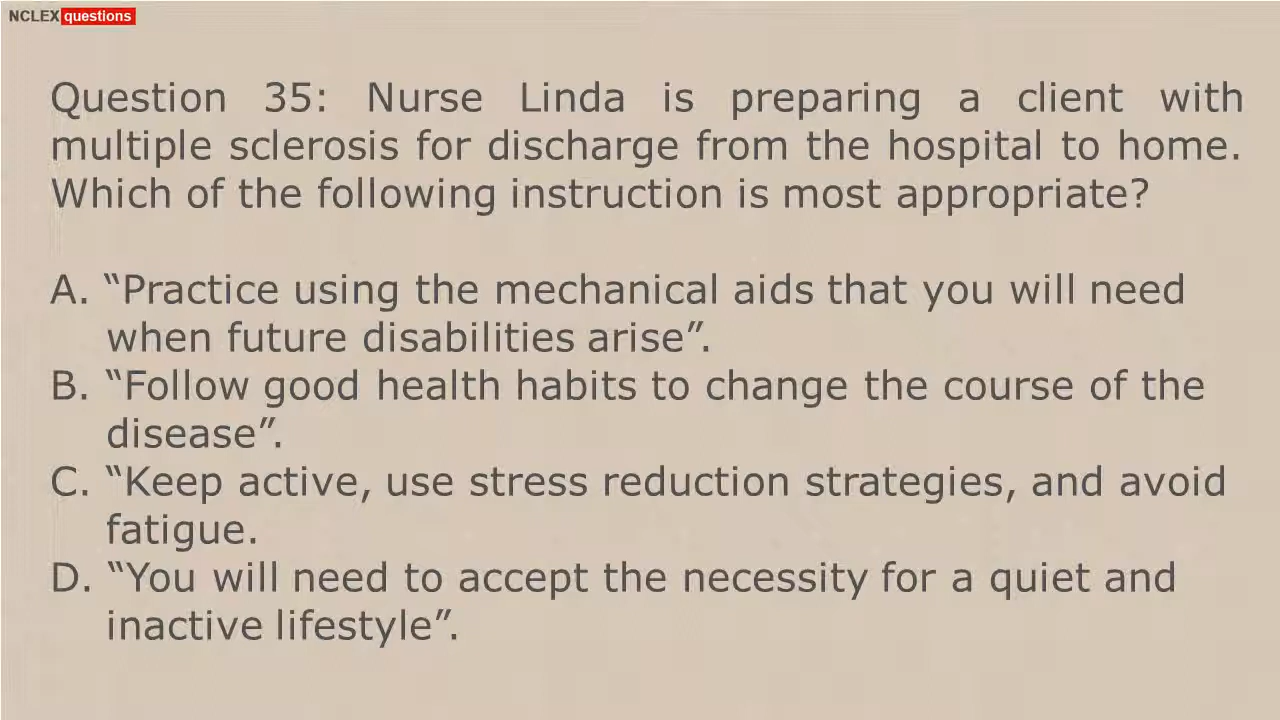 NCLEX questions
Question 35: Nurse Linda is preparing a client with
multiple sclerosis for discharge from the hospital to home.
Which of the following instruction is most appropriate?
A. “Practice using the mechanical aids that you will need
when future disabilities arise”.
B. “Follow good health habits to change the course of the
disease”.
C. “Keep active, use stress reduction strategies, and avoid
fatigue.
D. “You will need to accept the necessity for a quiet and
inactive lifestyle”.